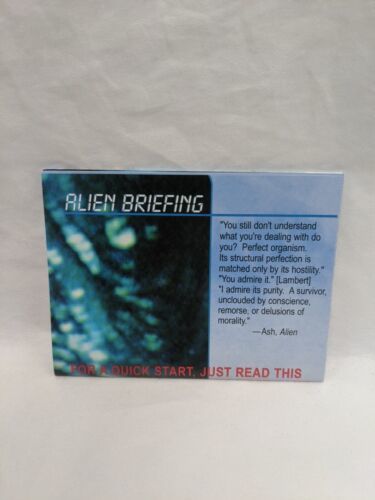 ALIEN BRIEFING
"You still don't understand
what you're dealing with do
you?  Perfect organism.
Its structural perfection is
matched only by its hostility."
"You admire it." [Lambert]
"I admire its purity.  A survivor,
unclouded by conscience,
remorse, or delusions of
morality."
—Ash, Alien
FOR A QUICK START, JUST READ THIS